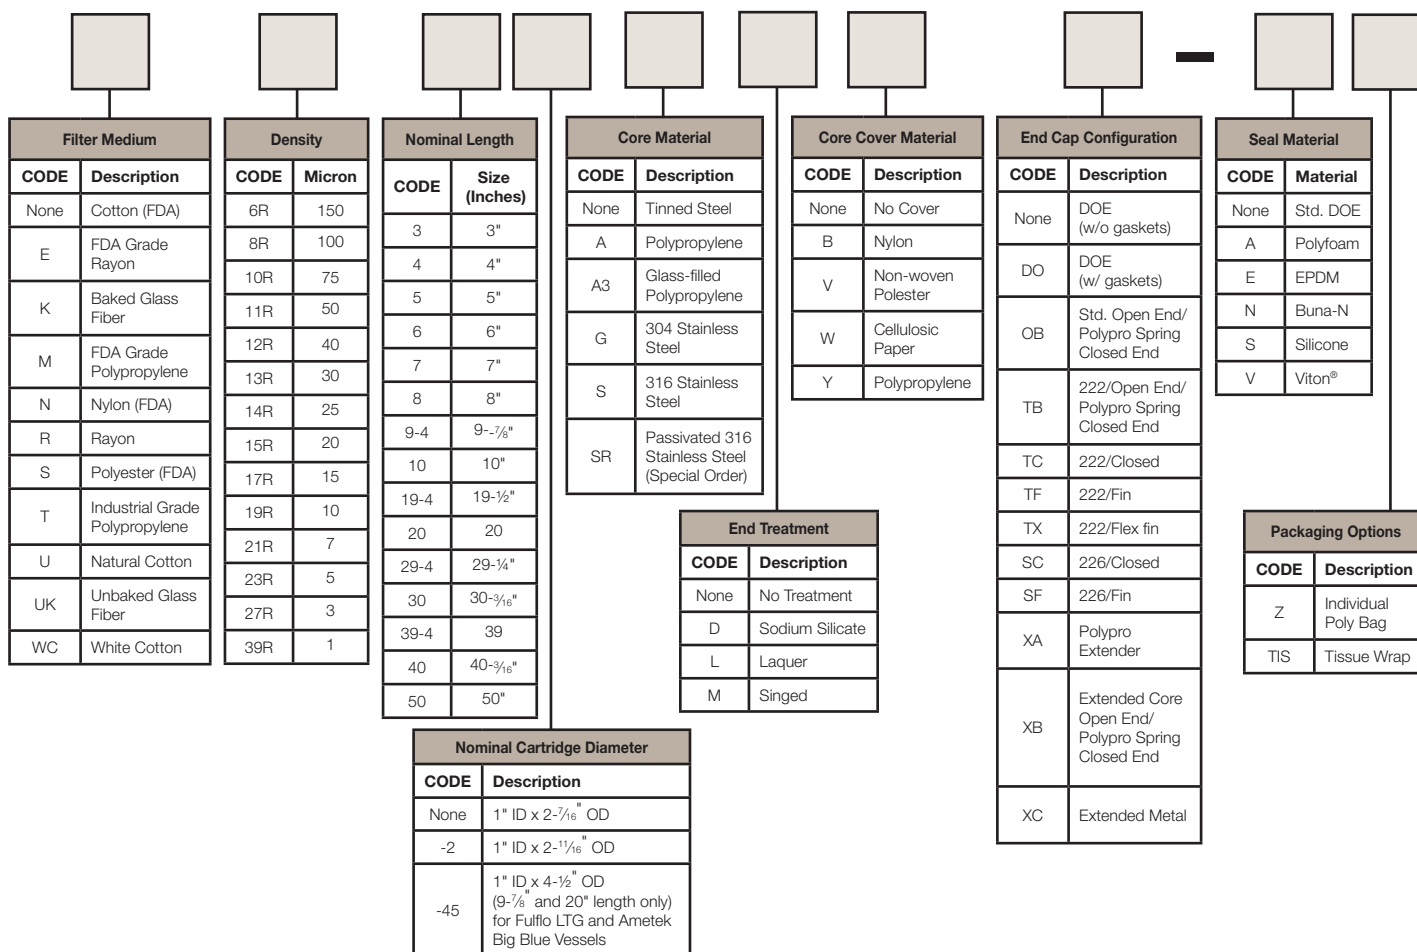 Filter Medium
CODE Description
None Cotton (FDA)
E FDA Grade
Rayon
K Baked Glass
Fiber
M FDA Grade
Polypropylene
N Nylon (FDA)
R Rayon
S Polyester (FDA)
T Industrial Grade
Polypropylene
U Natural Cotton
UK Unbaked Glass
Fiber
WC White Cotton
Density
CODE Micron
6R 150
8R 100
10R 75
11R 50
12R 40
13R 30
14R 25
15R 20
17R 15
19R 10
21R 7
23R 5
27R 3
39R 1
Nominal Length
CODE Size
(Inches)
3 3"
4 4"
5 5"
6 6"
7 7"
8 8"
9-4 9--⅞"
10 10"
19-4 19-½"
20 20
29-4 29-¼"
30 30-3⁄16"
39-4 39
40 40-3⁄16"
50 50"
Nominal Cartridge Diameter
CODE Description
None 1" ID x 2-7⁄16" OD
-2 1" ID x 2-11⁄16" OD
-45 1" ID x 4-½" OD
(9-⅞" and 20" length only)
for Fulflo LTG and Ametek
Big Blue Vessels
Core Material
CODE Description
None Tinned Steel
A Polypropylene
A3 Glass-filled
Polypropylene
G 304 Stainless
Steel
S 316 Stainless
Steel
SR Passivated 316
Stainless Steel
(Special Order)
End Treatment
CODE Description
None No Treatment
D Sodium Silicate
L Laquer
M Singed
Core Cover Material
CODE Description
None No Cover
B Nylon
V Non-woven
Polester
W Cellulosic
Paper
Y Polypropylene
End Cap Configuration
CODE Description
None DOE
(w/o gaskets)
DO DOE
(w/ gaskets)
OB Std. Open End/
Polypro Spring
Closed End
TB 222/Open End/
Polypro Spring
Closed End
TC 222/Closed
TF 222/Fin
TX 222/Flex fin
SC 226/Closed
SF 226/Fin
XA Polypro
Extender
XB Extended Core
Open End/
Polypro Spring
Closed End
XC Extended Metal
Seal Material
CODE Material
None Std. DOE
A Polyfoam
E EPDM
N Buna-N
S Silicone
V Viton®
Packaging Options
CODE Description
Z Individual
Poly Bag
TIS Tissue Wrap